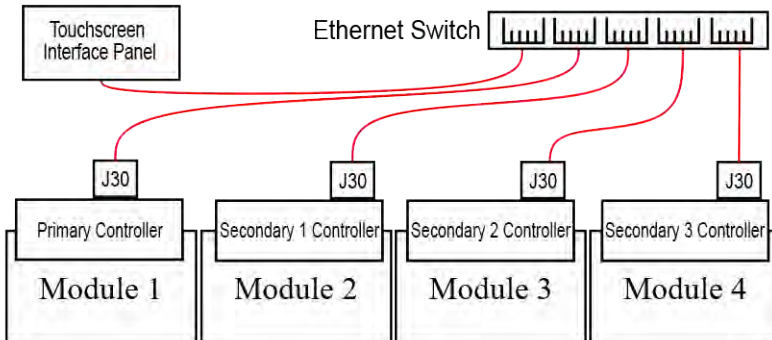 Touchscreen
Interface Panel
Ethernet Switch
J30
J30
J30
J30
Primary Controller
Secondary 1 Controller
Secondary 2 Controller
Secondary 3 Controller
Module 1
Module 2
Module 3
Module 4